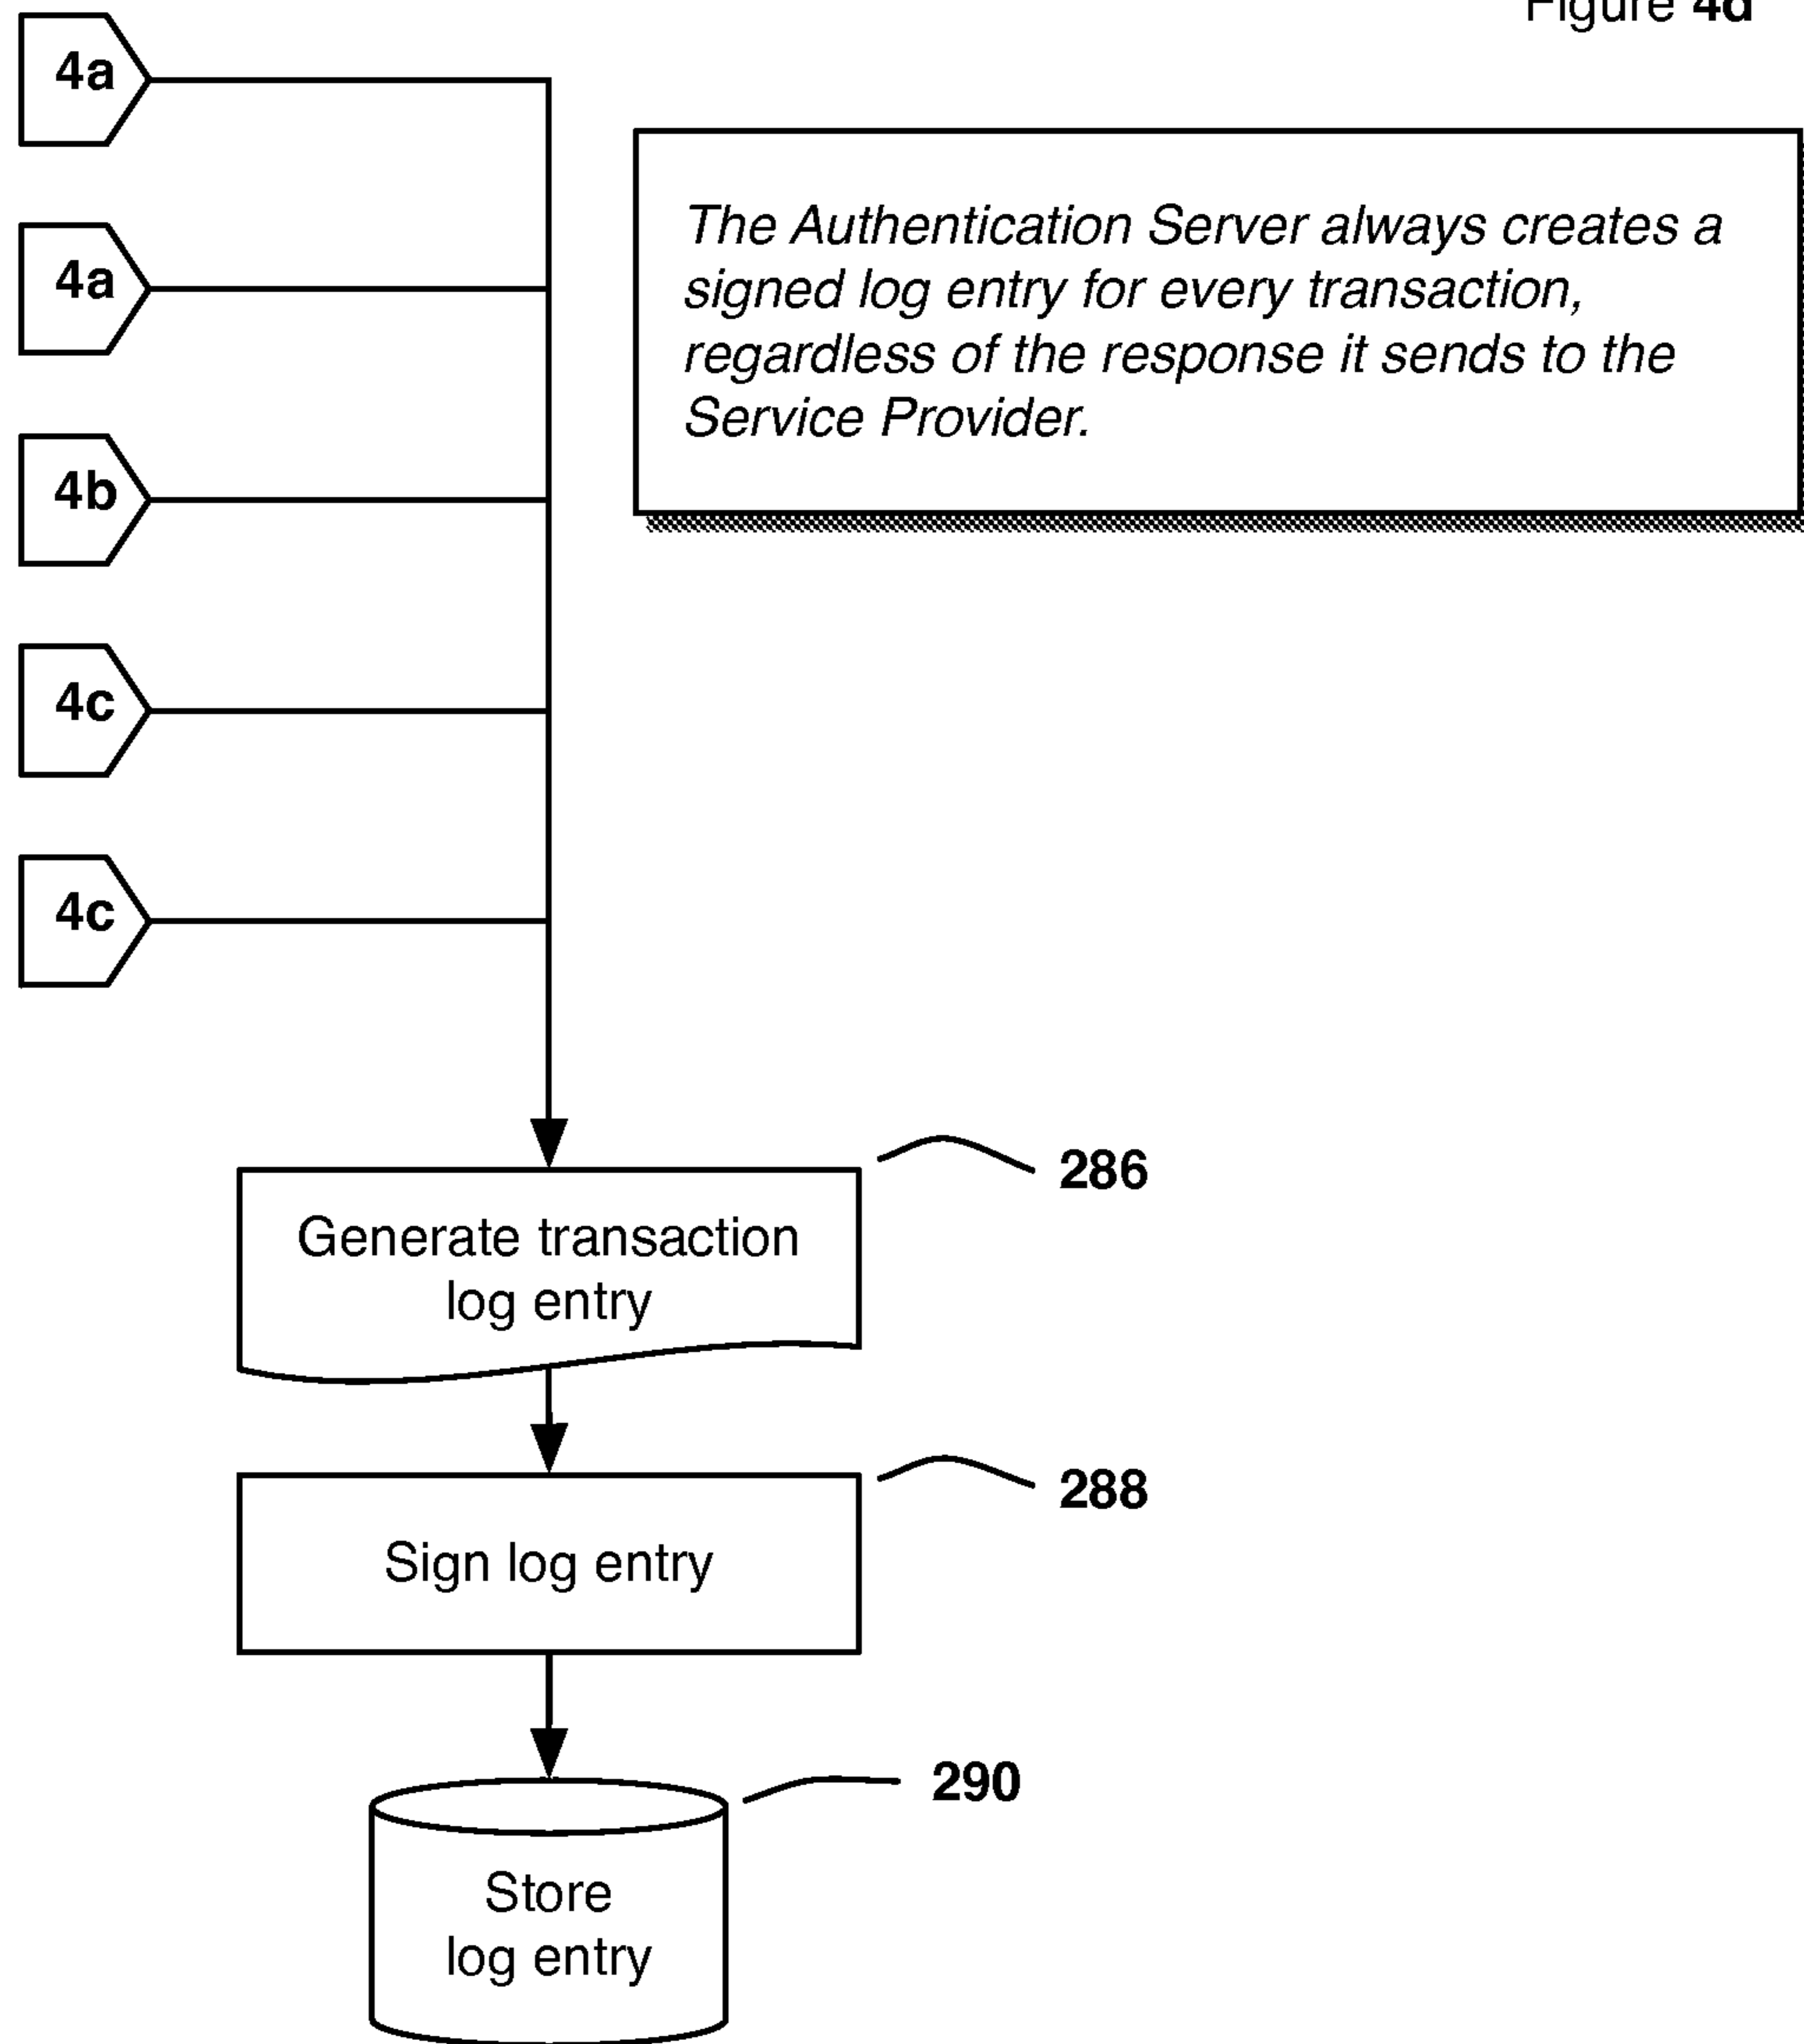 Figure 4d
4a
The Authentication Server always creates a
signed log entry for every transaction,
regardless of the response it sends to the
Service Provider.
4a
4b
4c
4c
286
Generate transaction
log entry
288
Sign log entry
290
Store
log entry